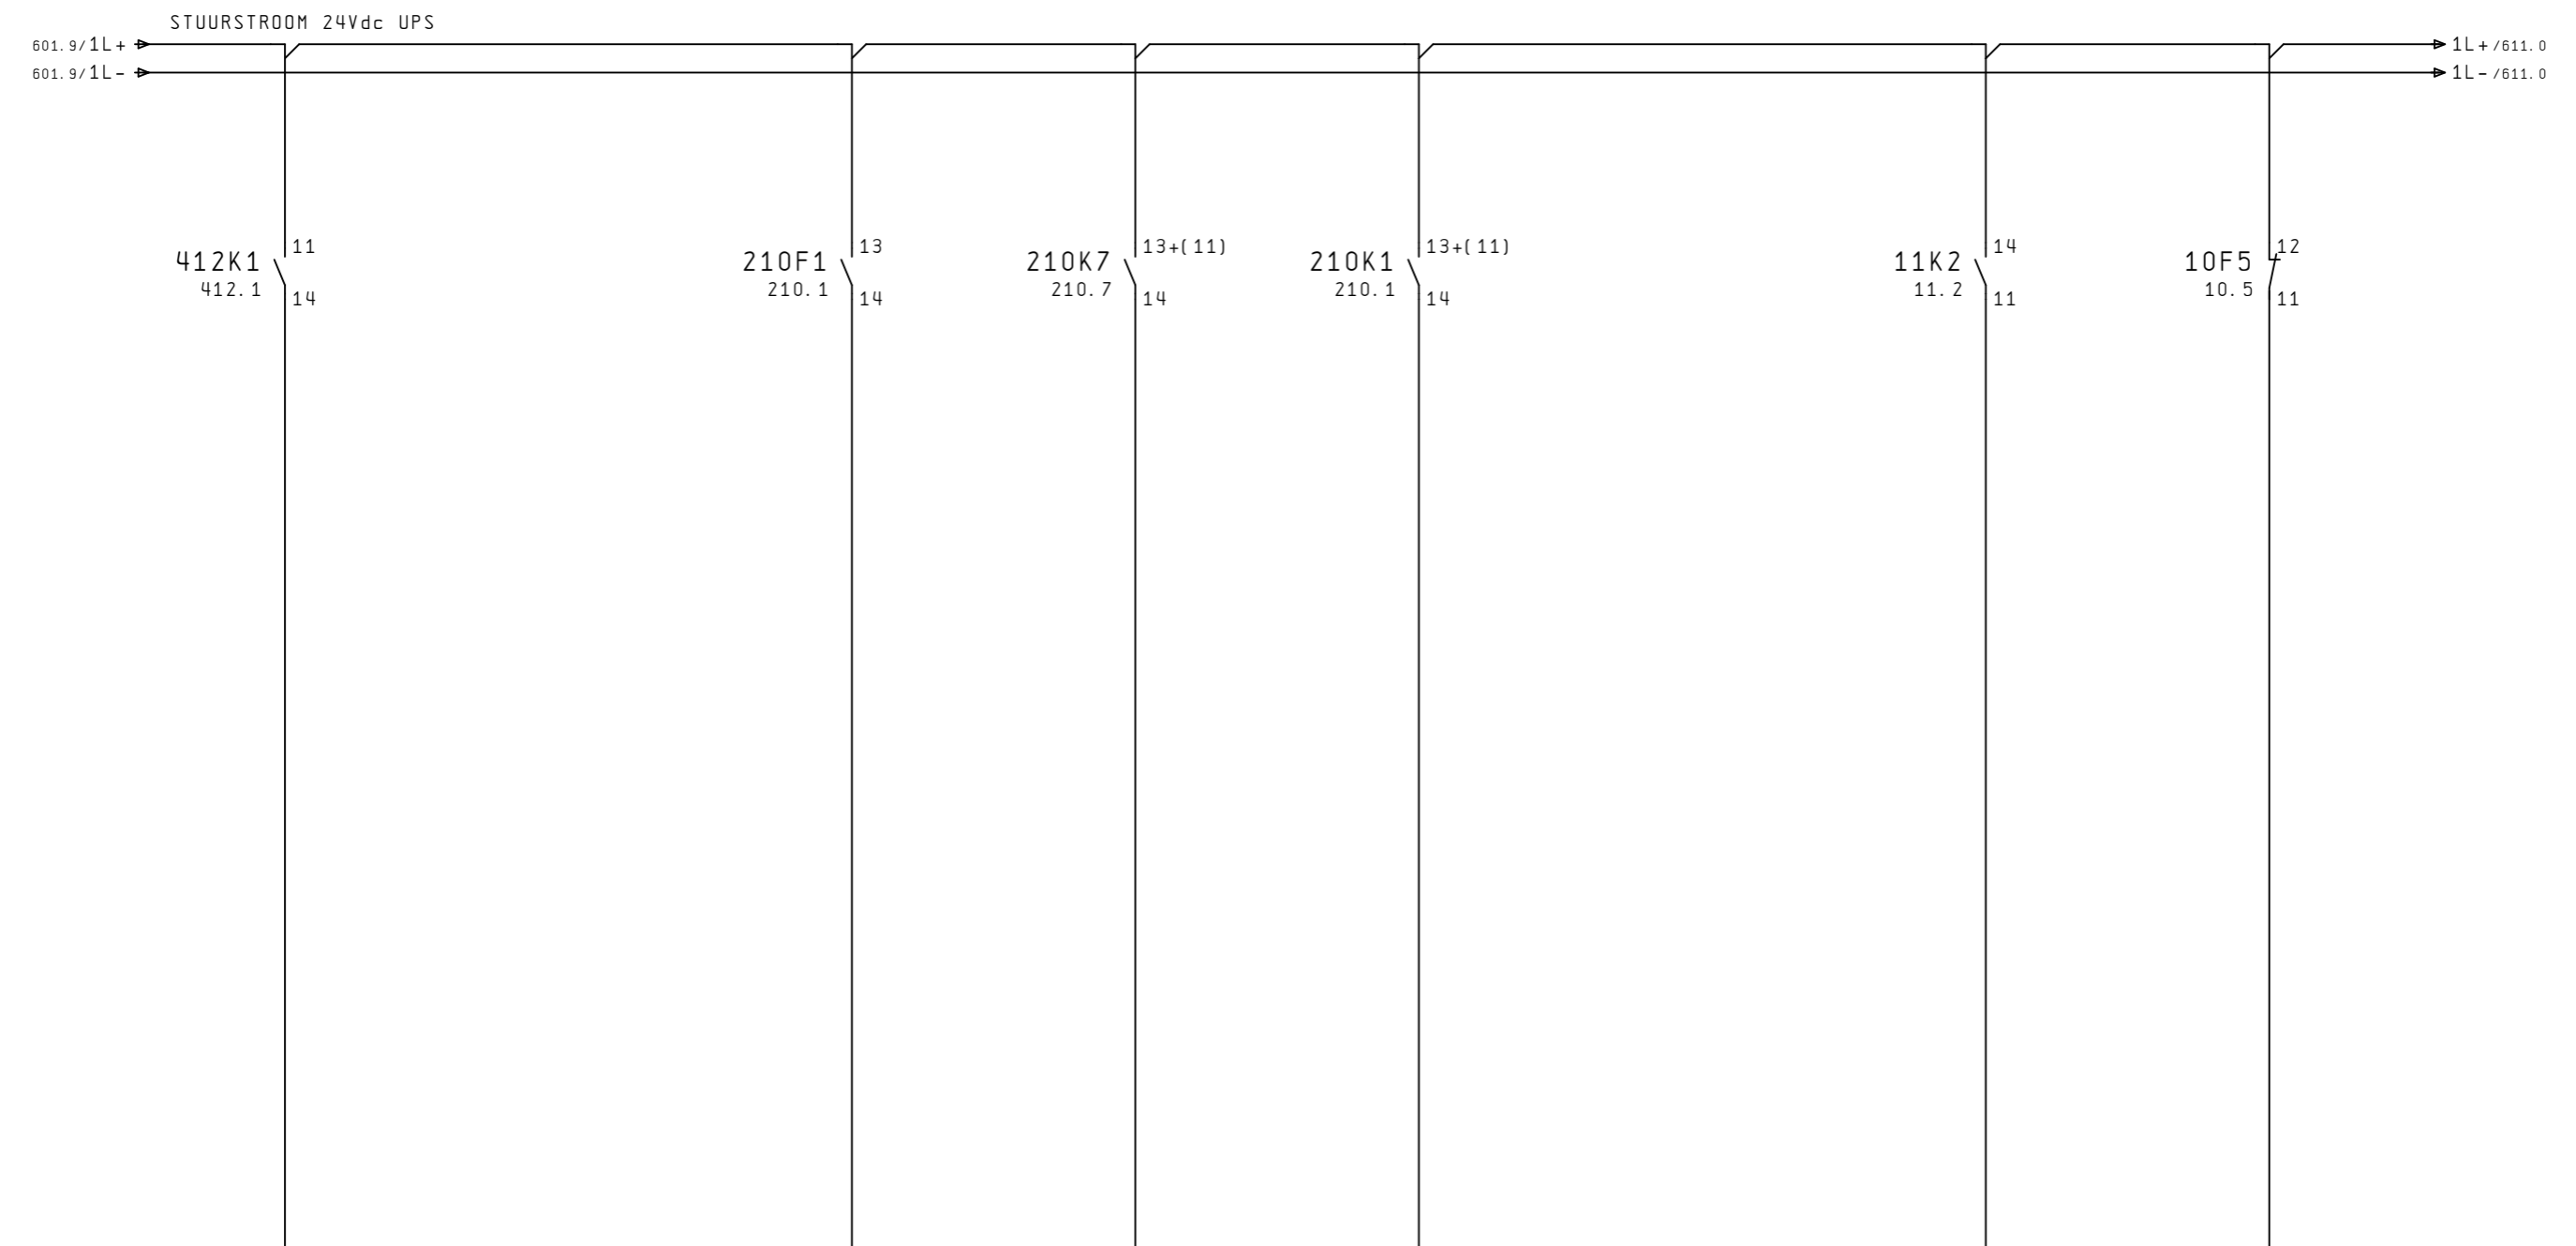 STUURSTROOM 24Vdc UPS
601.9/1L+
1L+/611.0
601.9/1L-
1L-/611.0
412K1
412.1
11
14
210F1
210.1
13
14
210K7
210.7
13+(11)
14
210K1
210.1
13+(11)
14
11K2
11.2
14
11
10F5
10.5
12
11